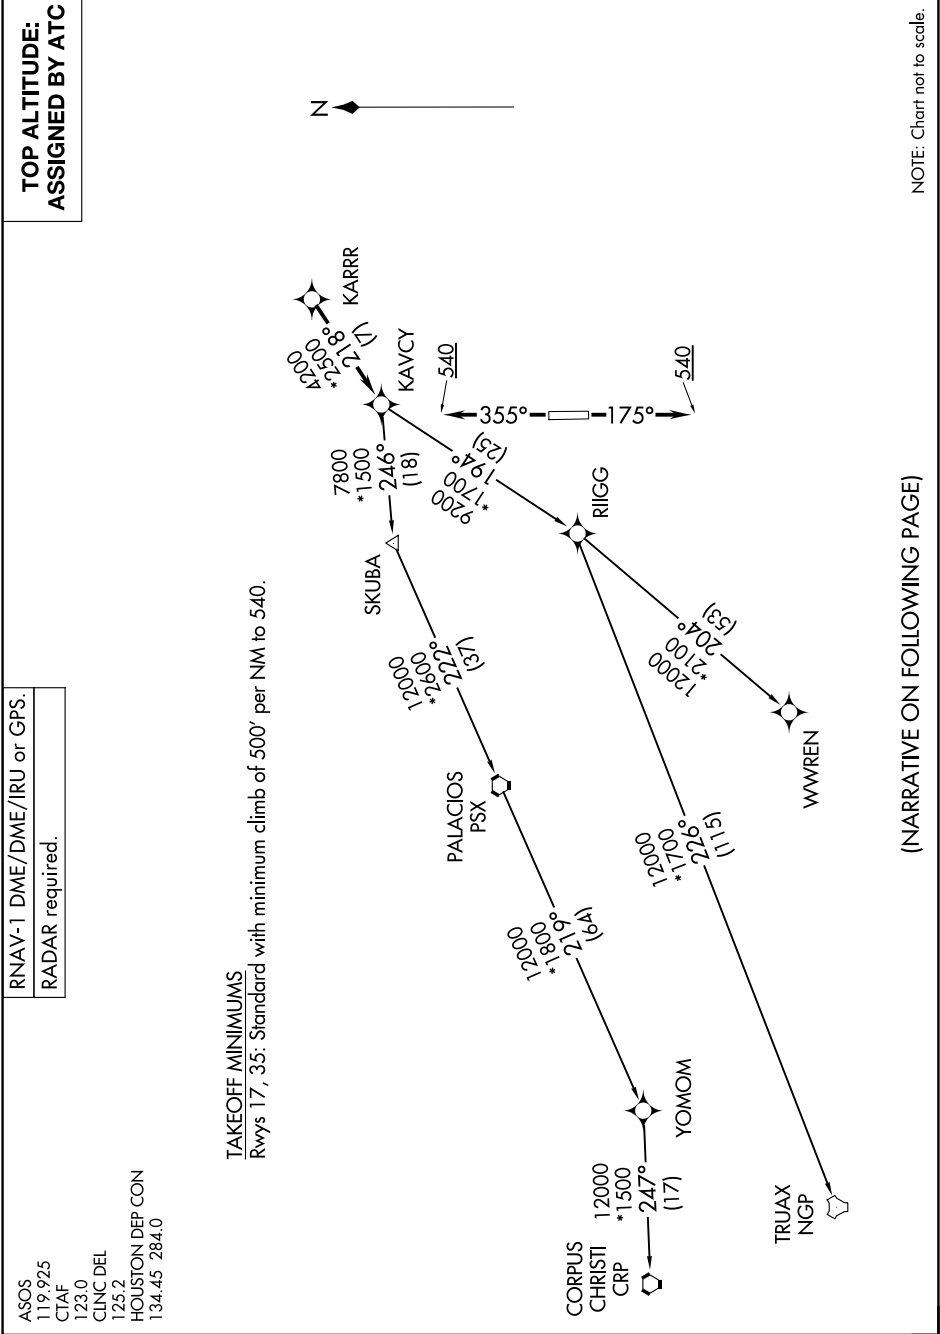 ASOS
119.925
CTAF
123.0
CLNC DEL
125.2
HOUSTON DEP CON
134.45 284.0
RNAV-1 DME/DME/IRU or GPS.
RADAR required.
TOP ALTITUDE:
ASSIGNED BY ATC
TAKEOFF MINIMUMS
Rwys 17, 35: Standard with minimum climb of 500' per NM to 540.
N
KARRR
4200
*2500
218°
(7)
KAVCY
540
355°
175°
540
7800
*1500
246°
(18)
SKUBA
9200
*1700
194°
(25)
RIIGG
12000
*2600
222°
(37)
PALACIOS
PSX
12000
*2100
204°
(53)
WWREN
12000
*1800
219°
(64)
YOMOM
12000
*1700
226°
(115)
TRUAX
NGP
12000
*1500
247°
(17)
CORPUS
CHRISTI
CRP
(NARRATIVE ON FOLLOWING PAGE)
NOTE: Chart not to scale.